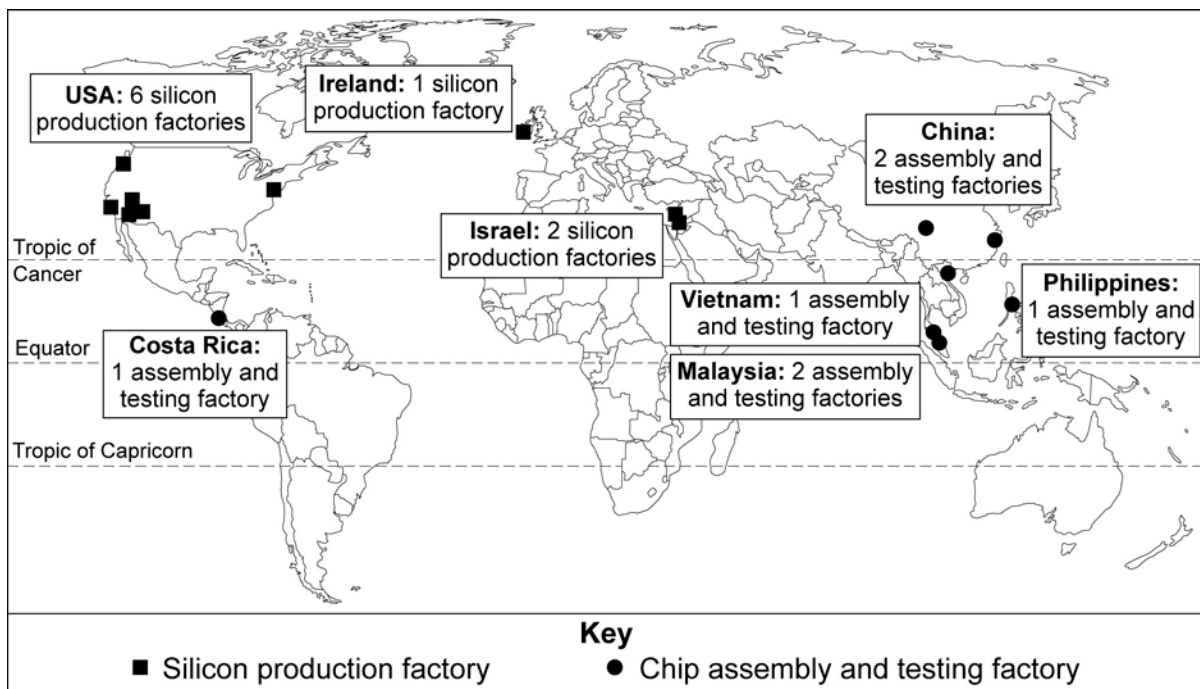 USA: 6 silicon
production factories
Ireland: 1 silicon
production factory
China:
2 assembly and
testing factories
Israel: 2 silicon
production factories
Tropic of
Cancer
Vietnam: 1 assembly
and testing factory
Philippines:
1 assembly and
testing factory
Equator
Costa Rica:
1 assembly and
testing factory
Malaysia: 2 assembly
and testing factories
Tropic of Capricorn
Key
Silicon production factory
Chip assembly and testing factory